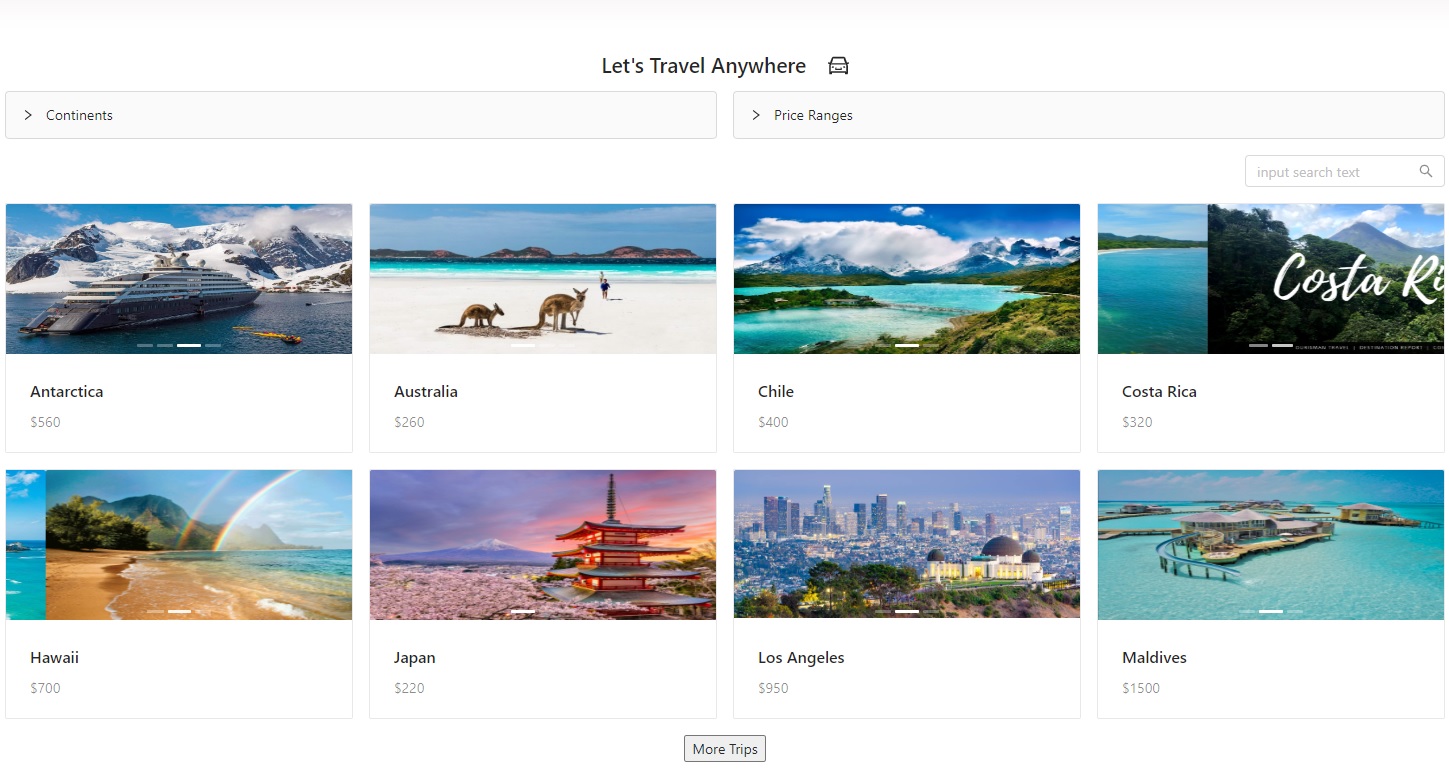 Let's Travel Anywhere
Continents
Price Ranges
input search text
Costa Ri
Antarctica
$560
Australia
$260
Chile
$400
Costa Rica
$320
Hawaii
$700
Japan
$220
Los Angeles
$950
Maldives
$1500
More Trips